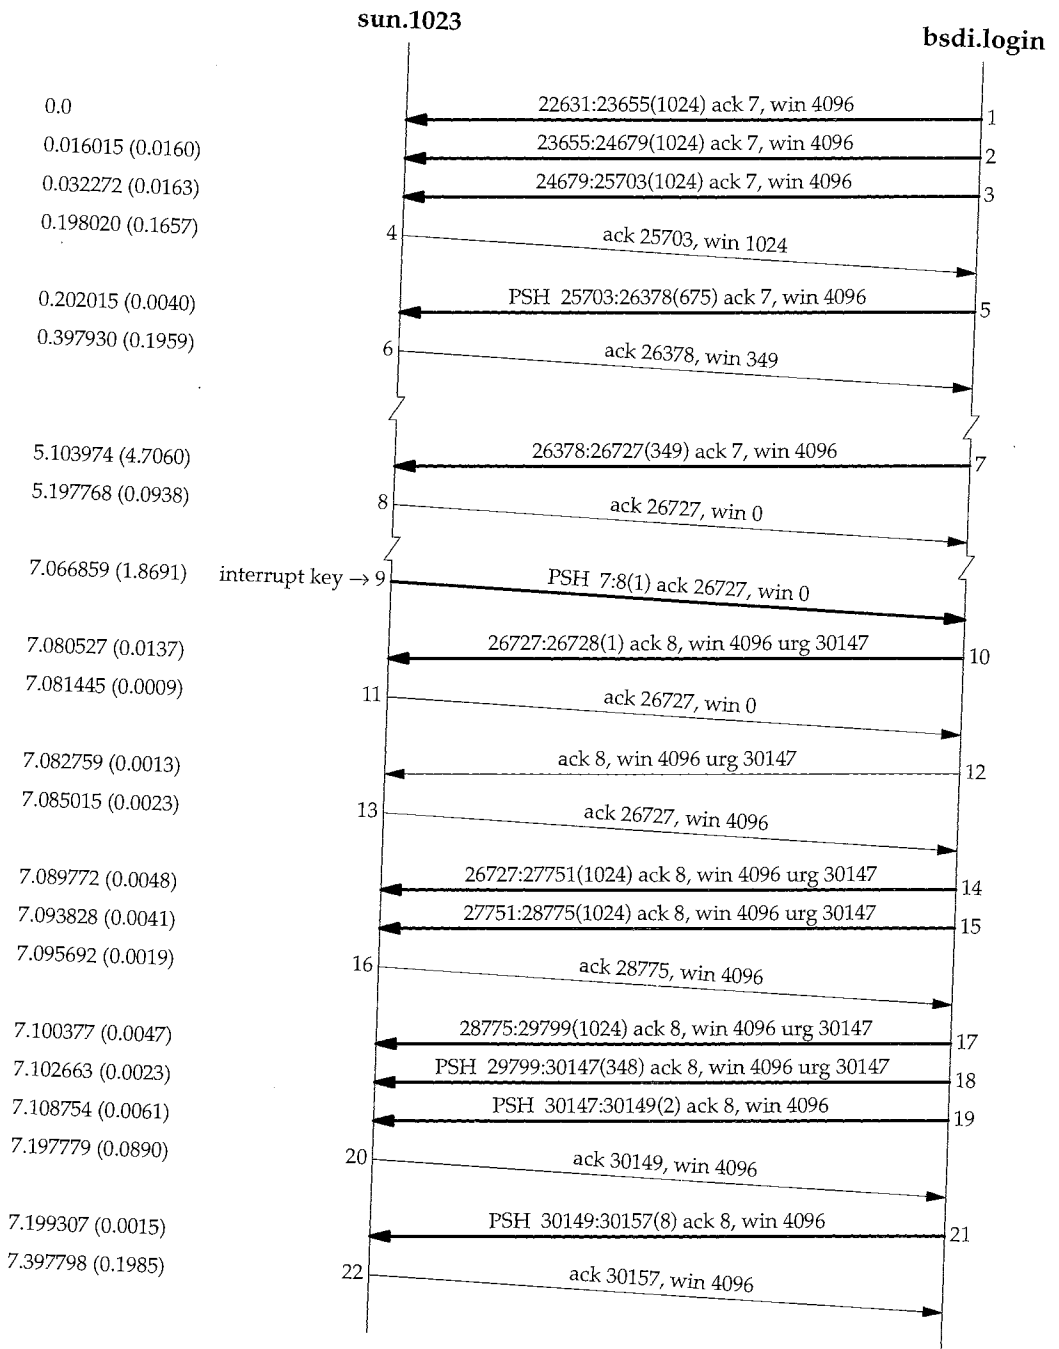 sun.1023
bsdi.login
0.0 22631:23655(1024) ack 7, win 4096 1
0.016015 (0.0160) 23655:24679(1024) ack 7, win 4096 2
0.032272 (0.0163) 24679:25703(1024) ack 7, win 4096 3
0.198020 (0.1657) 4 ack 25703, win 1024
0.202015 (0.0040) PSH 25703:26378(675) ack 7, win 4096 5
0.397930 (0.1959) 6 ack 26378, win 349
5.103974 (4.7060) 26378:26727(349) ack 7, win 4096 7
5.197768 (0.0938) 8 ack 26727, win 0
7.066859 (1.8691) interrupt key → 9 PSH 7:8(1) ack 26727, win 0
7.080527 (0.0137) 26727:26728(1) ack 8, win 4096 urg 30147 10
7.081445 (0.0009) 11 ack 26727, win 0
7.082759 (0.0013) ack 8, win 4096 urg 30147 12
7.085015 (0.0023) 13 ack 26727, win 4096
7.089772 (0.0048) 26727:27751(1024) ack 8, win 4096 urg 30147 14
7.093828 (0.0041) 27751:28775(1024) ack 8, win 4096 urg 30147 15
7.095692 (0.0019) 16 ack 28775, win 4096
7.100377 (0.0047) 28775:29799(1024) ack 8, win 4096 urg 30147 17
7.102663 (0.0023) PSH 29799:30147(348) ack 8, win 4096 urg 30147 18
7.108754 (0.0061) PSH 30147:30149(2) ack 8, win 4096 19
7.197779 (0.0890) 20 ack 30149, win 4096
7.199307 (0.0015) PSH 30149:30157(8) ack 8, win 4096 21
7.397798 (0.1985) 22 ack 30157, win 4096